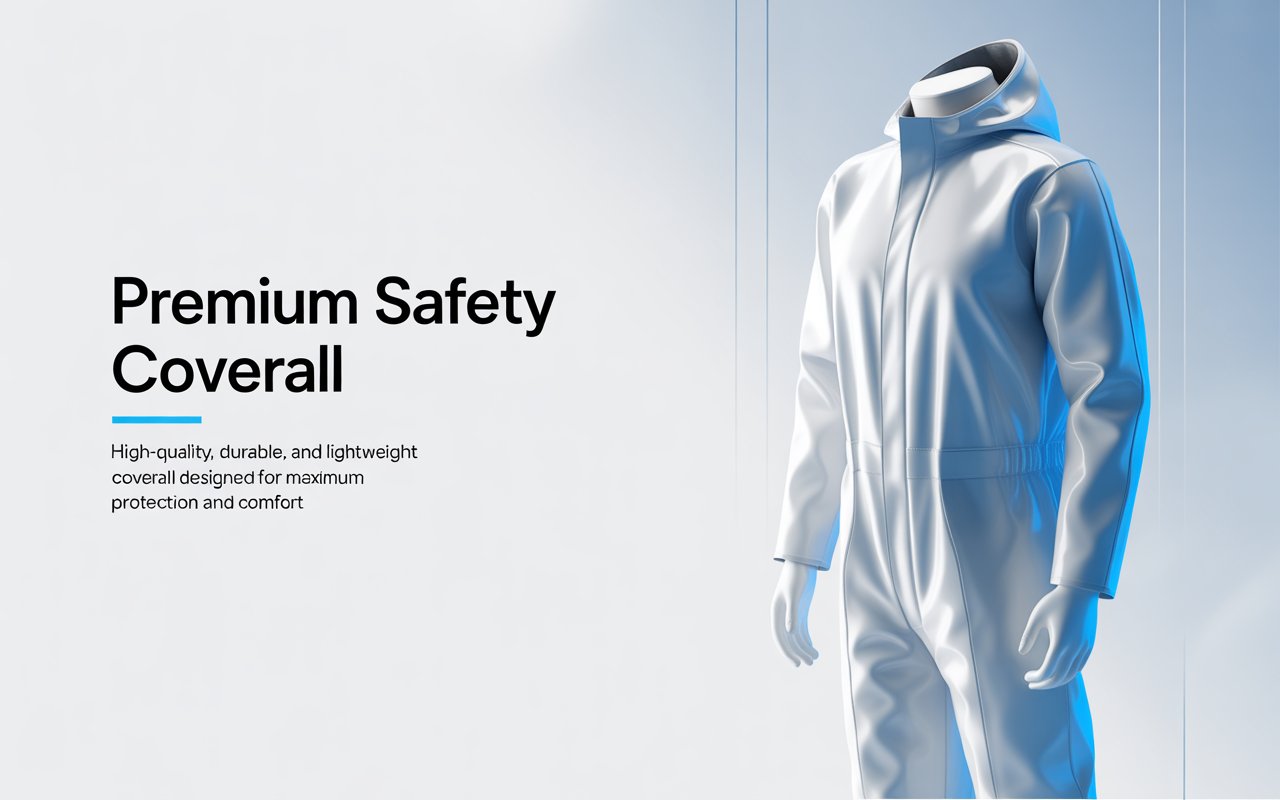 Premium Safety
Coverall
High-quality, durable, and lightweight
coverall designed for maximum
protection and comfort